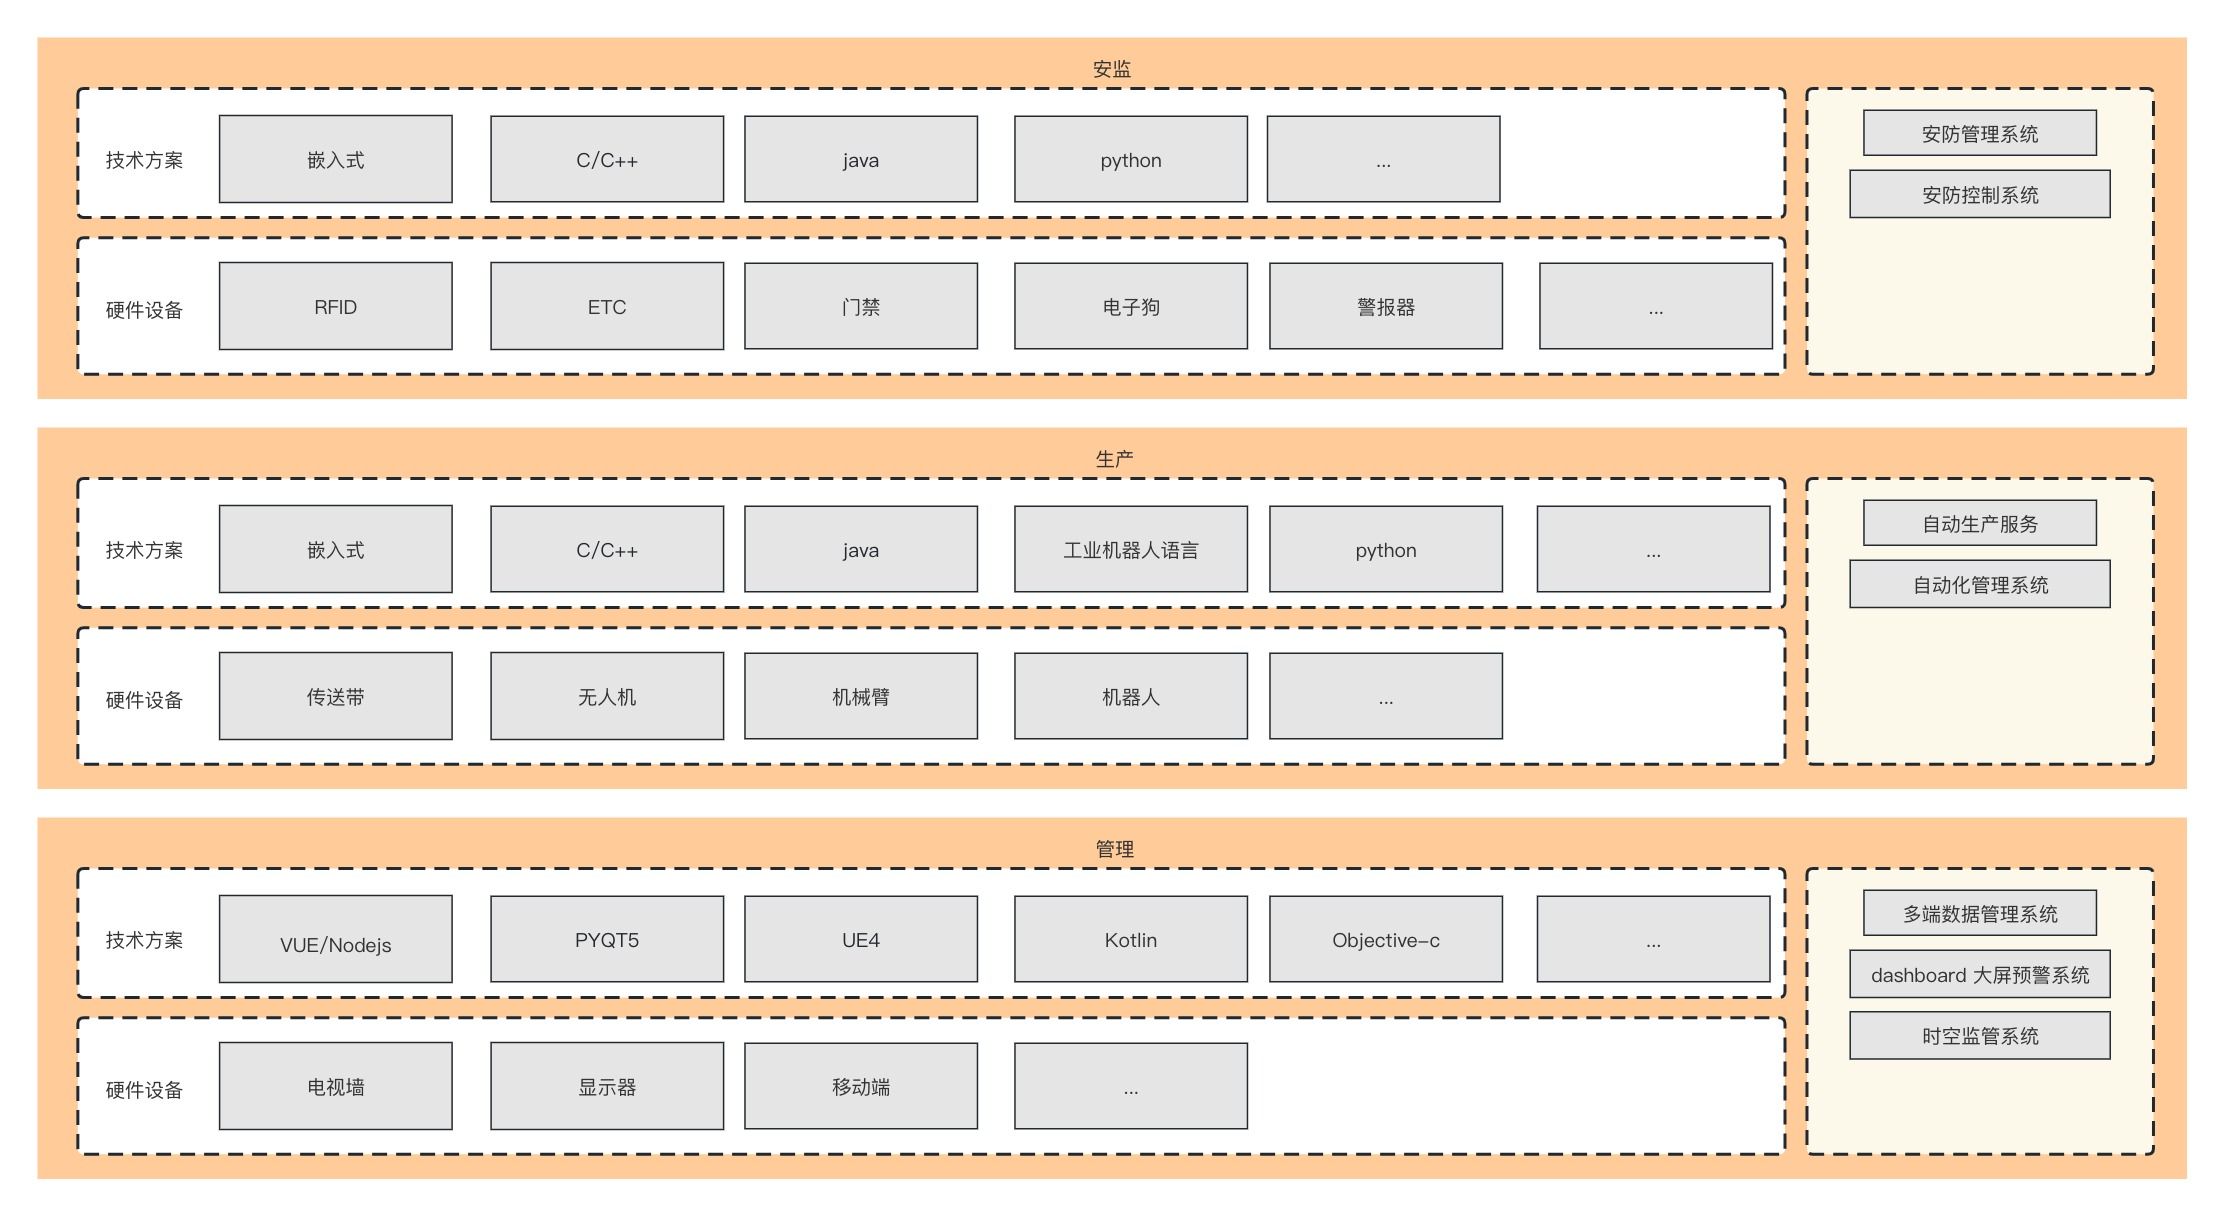 安监
技术方案
嵌入式
C/C++
java
python
...
安防管理系统
安防控制系统
硬件设备
RFID
ETC
门禁
电子狗
警报器
...
生产
技术方案
嵌入式
C/C++
java
工业机器人语言
python
...
自动生产服务
自动化管理系统
硬件设备
传送带
无人机
机械臂
机器人
...
管理
技术方案
VUE/Nodejs
PYQT5
UE4
Kotlin
Objective-c
...
多端数据管理系统
dashboard 大屏预警系统
时空监管系统
硬件设备
电视墙
显示器
移动端
...